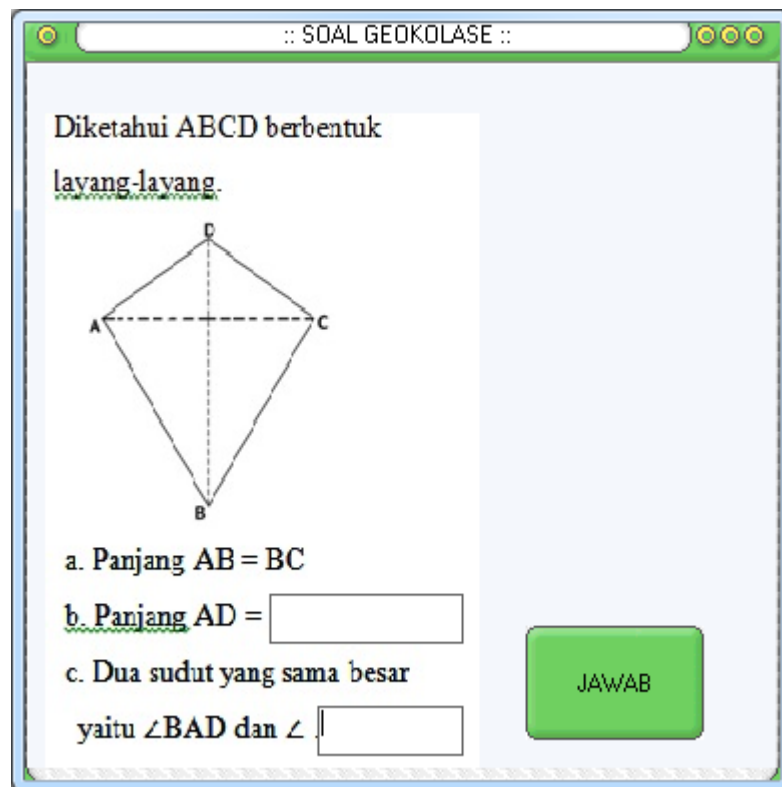 :: SOAL GEOKOLASE ::
Diketahui ABCD berbentuk
layang-layang.
D
A
C
B
a. Panjang AB = BC
b. Panjang AD =
c. Dua sudut yang sama besar
yaitu ∠BAD dan ∠ .
JAWAB